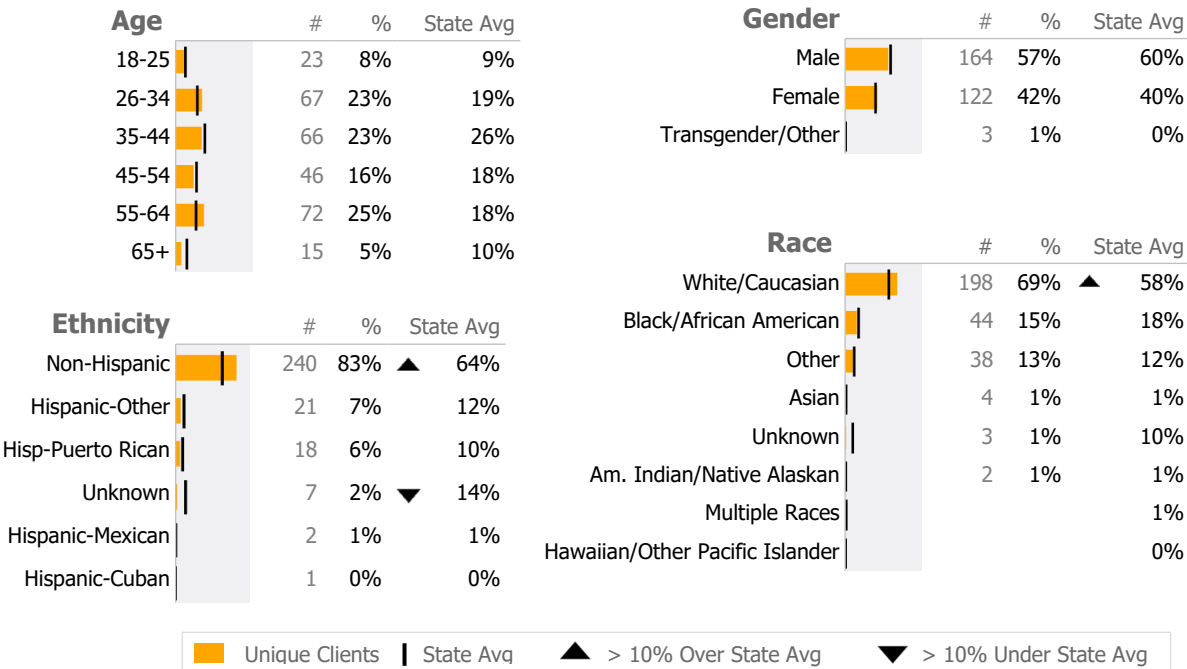 Age # % State Avg
18-25 23 8% 9%
26-34 67 23% 19%
35-44 66 23% 26%
45-54 46 16% 18%
55-64 72 25% 18%
65+ 15 5% 10%
Ethnicity # % State Avg
Non-Hispanic 240 83% ▲ 64%
Hispanic-Other 21 7% 12%
Hisp-Puerto Rican 18 6% 10%
Unknown 7 2% ▼ 14%
Hispanic-Mexican 2 1% 1%
Hispanic-Cuban 1 0% 0%
Gender # % State Avg
Male 164 57% 60%
Female 122 42% 40%
Transgender/Other 3 1% 0%
Race # % State Avg
White/Caucasian 198 69% ▲ 58%
Black/African American 44 15% 18%
Other 38 13% 12%
Asian 4 1% 1%
Unknown 3 1% 10%
Am. Indian/Native Alaskan 2 1% 1%
Multiple Races 1%
Hawaiian/Other Pacific Islander 0%
Unique Clients | State Avg ▲ > 10% Over State Avg ▼ > 10% Under State Avg